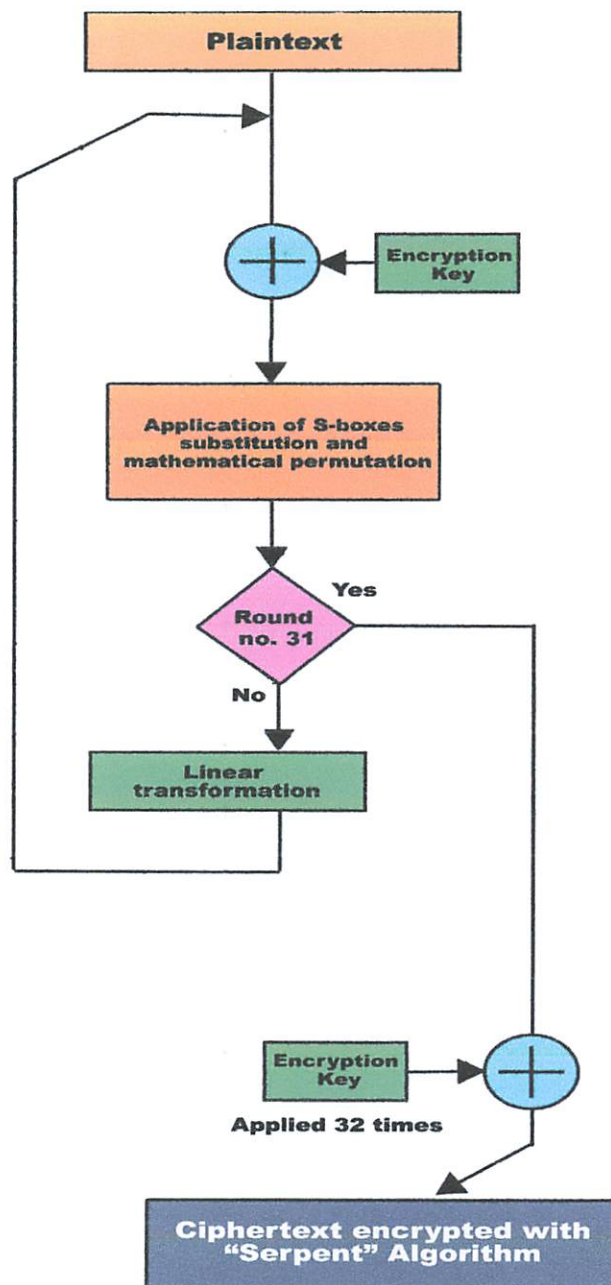 Plaintext
Encryption
Key
Application of S-boxes
substitution and
mathematical permutation
Yes
Round
no. 31
No
Linear
transformation
Encryption
Key
Applied 32 times
Ciphertext encrypted with
“Serpent” Algorithm